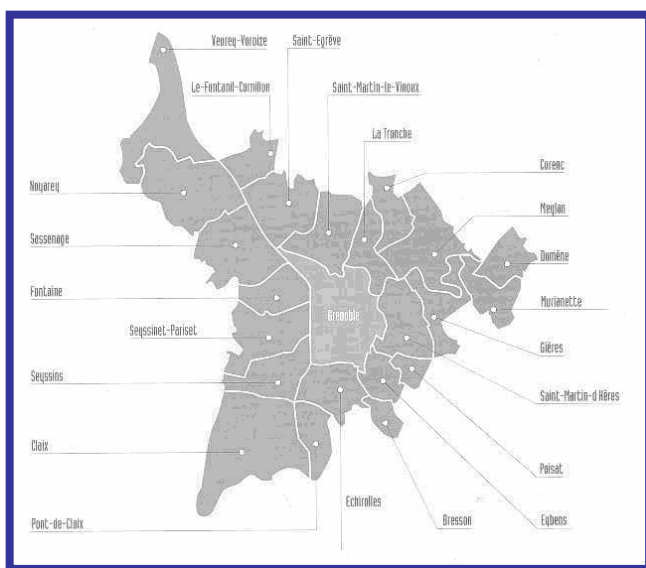 Veurey-Voroize
Saint-Egrève
Le-Fontanil-Cornillon
Saint-Martin-le-Vinoux
La Tronche
Corenc
Noyarey
Meylan
Sassenage
Domène
Fontaine
Murianette
Grenoble
Seyssinet-Pariset
Gières
Seyssins
Saint-Martin-d'Hères
Claix
Poisat
Echirolles
Pont-de-Claix
Bresson
Eybens